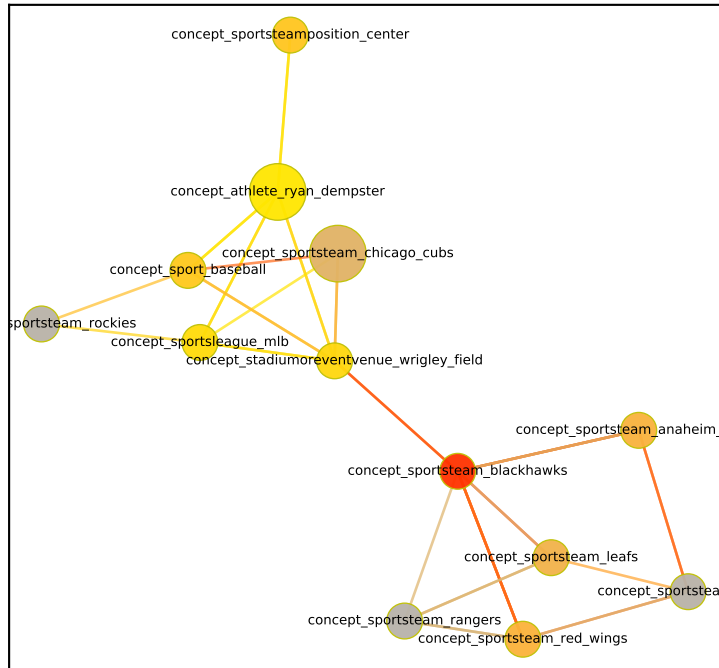 concept_sportsteamposition_center
concept_athlete_ryan_dempster
concept_sportsteam_chicago_cubs
concept_sport_baseball
sportsteam_rockies
concept_sportsleague_mlb
concept_stadiumoreventvenue_wrigley_field
concept_sportsteam_anaheim_
concept_sportsteam_blackhawks
concept_sportsteam_leafs
concept_sportstea
concept_sportsteam_rangers
concept_sportsteam_red_wings